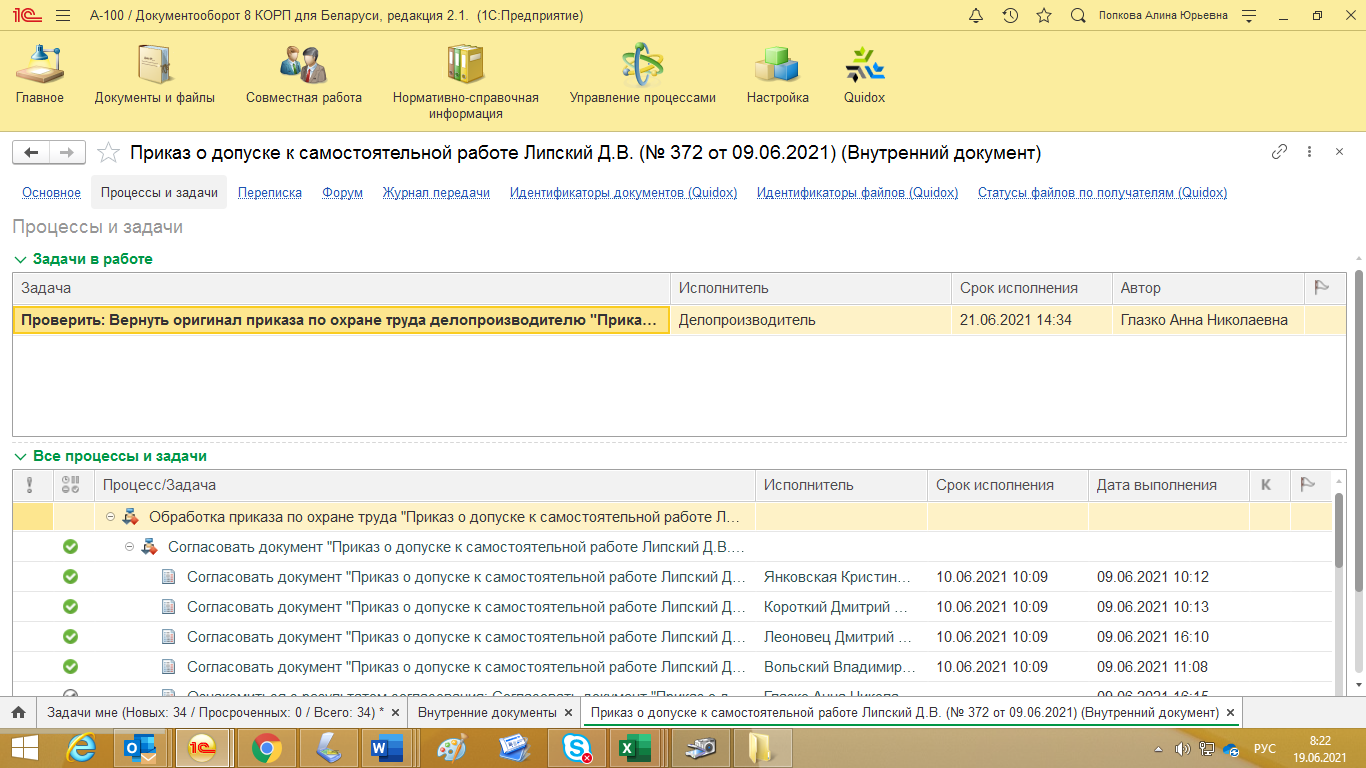 А-100 / Документооборот 8 КОРП для Беларуси, редакция 2.1. (1С:Предприятие)
Попкова Алина Юрьевна
Главное
Документы и файлы
Совместная работа
Нормативно-справочная информация
Управление процессами
Настройка
Quidox
Приказ о допуске к самостоятельной работе Липский Д.В. (№ 372 от 09.06.2021) (Внутренний документ)
Основное Процессы и задачи Переписка Форум Журнал передачи Идентификаторы документов (Quidox) Идентификаторы файлов (Quidox) Статусы файлов по получателям (Quidox)
Процессы и задачи
Задачи в работе
Задача Исполнитель Срок исполнения Автор
Проверить: Вернуть оригинал приказа по охране труда делопроизводителю "Прика... Делопроизводитель 21.06.2021 14:34 Глазко Анна Николаевна
Все процессы и задачи
Процесс/Задача Исполнитель Срок исполнения Дата выполнения К
Обработка приказа по охране труда "Приказ о допуске к самостоятельной работе Л...
Согласовать документ "Приказ о допуске к самостоятельной работе Липский Д.В....
Согласовать документ "Приказ о допуске к самостоятельной работе Липский Д... Янковская Кристин... 10.06.2021 10:09 09.06.2021 10:12
Согласовать документ "Приказ о допуске к самостоятельной работе Липский Д... Короткий Дмитрий ... 10.06.2021 10:09 09.06.2021 10:13
Согласовать документ "Приказ о допуске к самостоятельной работе Липский Д... Леоновец Дмитрий ... 10.06.2021 10:09 09.06.2021 16:10
Согласовать документ "Приказ о допуске к самостоятельной работе Липский Д... Вольский Владимир... 10.06.2021 10:09 09.06.2021 11:08
Ознакомиться с результатом согласования: Согласовать документ "Приказ о д... Глазко Анна Никола... 09.06.2021 16:15
Задачи мне (Новых: 34 / Просроченных: 0 / Всего: 34) * Внутренние документы Приказ о допуске к самостоятельной работе Липский Д.В. (№ 372 от 09.06.2021) (Внутренний документ)
РУС
8:22
19.06.2021